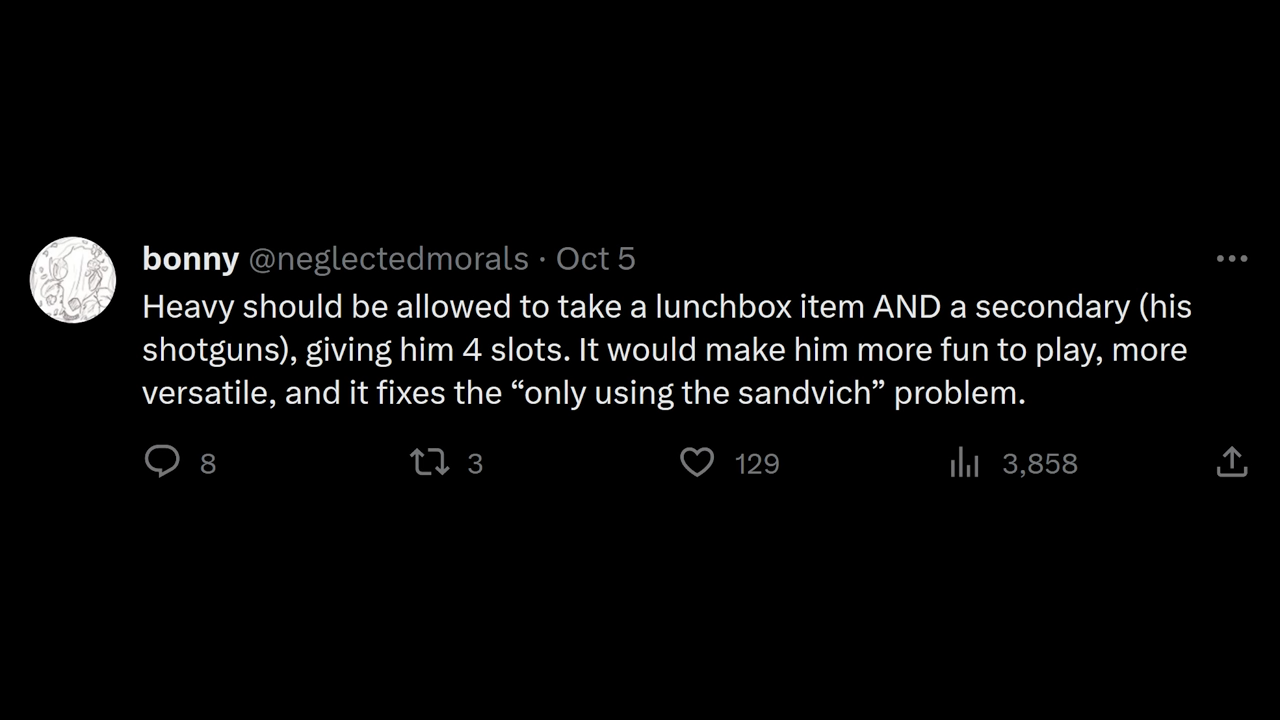 bonny @neglectedmorals · Oct 5
Heavy should be allowed to take a lunchbox item AND a secondary (his
shotguns), giving him 4 slots. It would make him more fun to play, more
versatile, and it fixes the “only using the sandvich” problem.
8 3 129 3,858